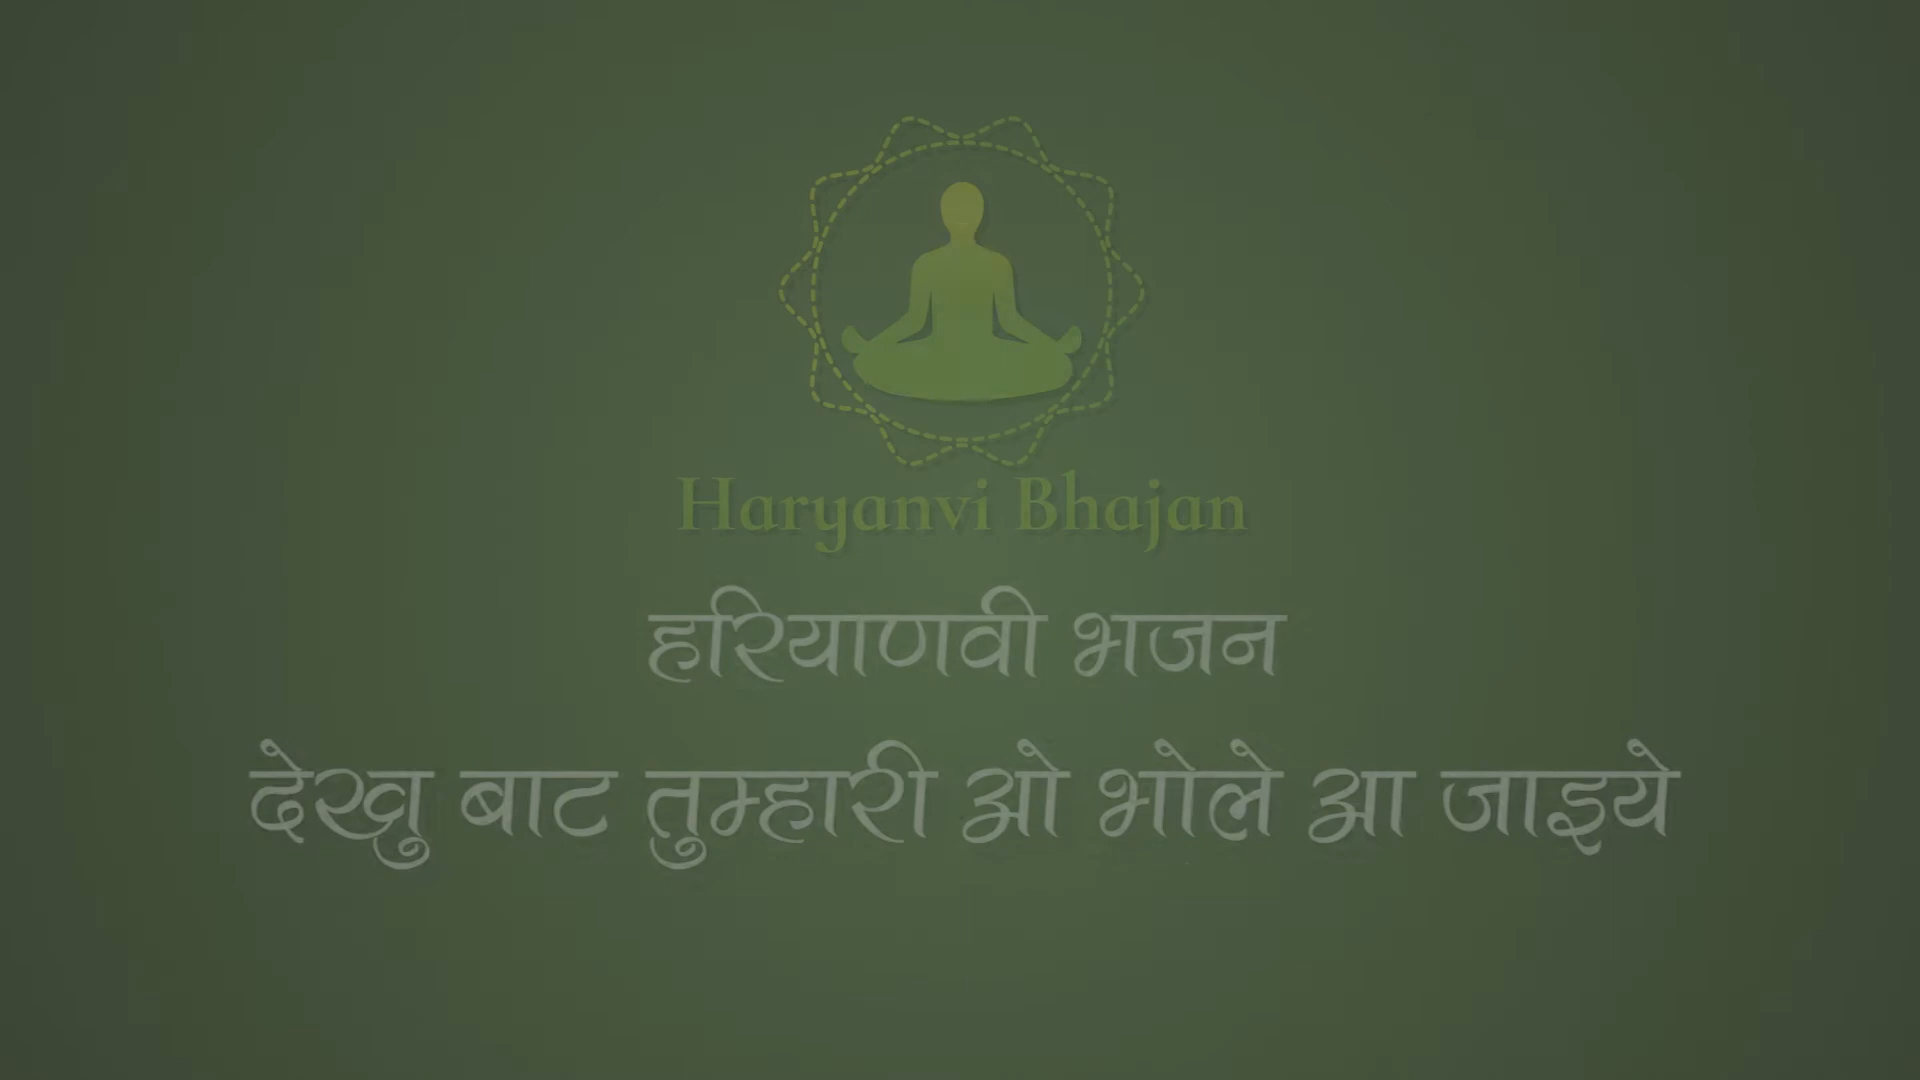 Haryanvi Bhajan
हरियाणवी भजन
देखु बाट तुम्हारी ओ भोले आ जाइये